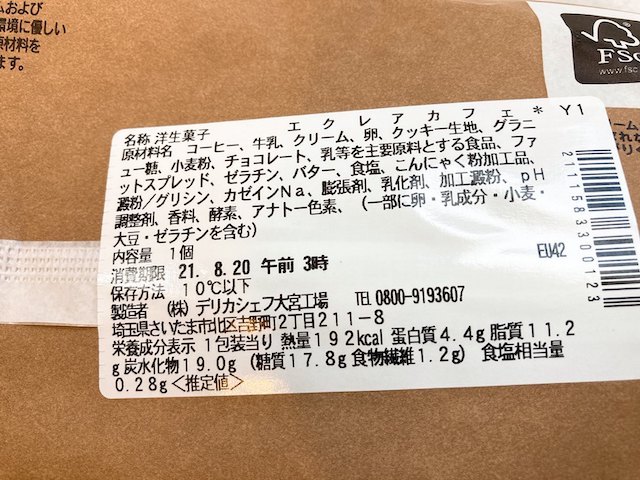 ムおよび
環境に優しい
原材料を
ます。
FSC
www.fsc
エクレアカフェ* Y1
名称 洋生菓子
原材料名 コーヒー、牛乳、クリーム、卵、クッキー生地、グラニ
ュー糖、小麦粉、チョコレート、乳等を主要原料とする食品、ファ
ットスプレッド、ゼラチン、バター、食塩、こんにゃく粉加工品、
澱粉/グリシン、カゼインNa、膨張剤、乳化剤、加工澱粉、pH
調整剤、香料、酵素、アナトー色素、(一部に卵・乳成分・小麦・
大豆・ゼラチンを含む)
内容量 1個
消費期限 21. 8.20 午前 3時
保存方法 10℃以下
製造者 (株)デリカシェフ大宮工場 TEL 0800-9193607
埼玉県さいたま市北区吉野町2丁目211-8
栄養成分表示 1包装当り 熱量192kcal 蛋白質4.4g 脂質11.2
g 炭水化物19.0g (糖質17.8g 食物繊維1.2g) 食塩相当量
0.28g<推定値>
EU42
2111583300123